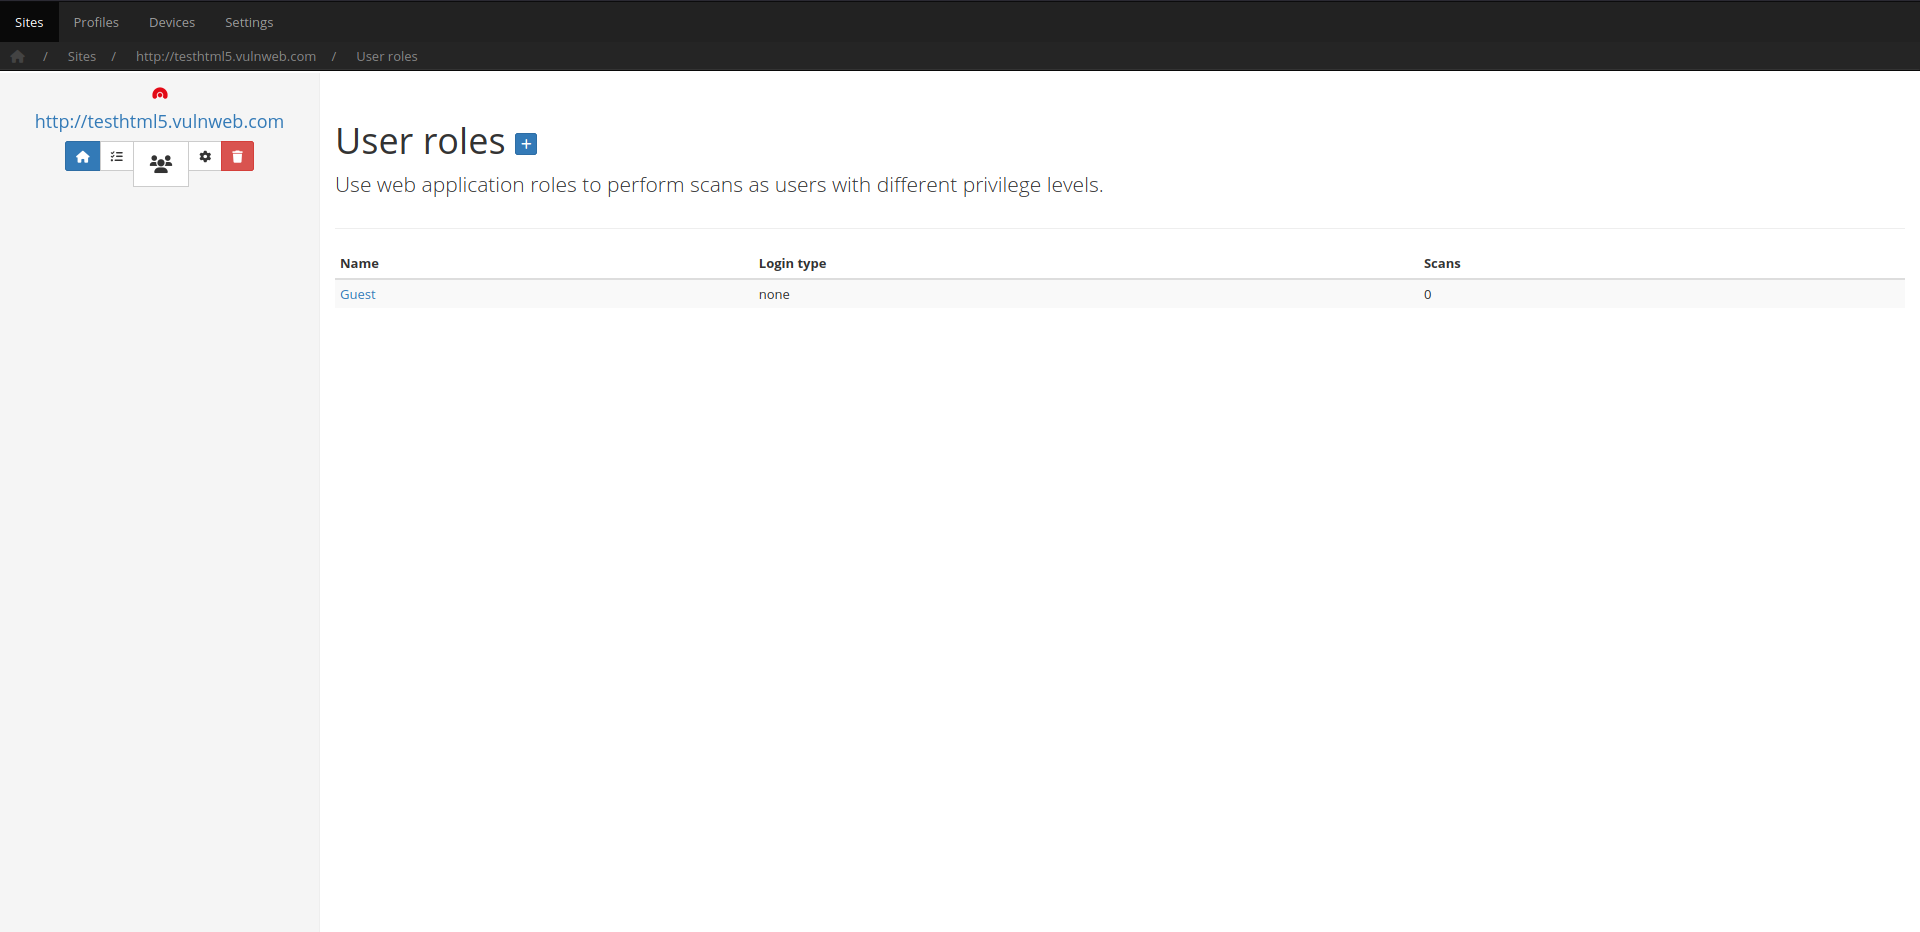 Sites Profiles Devices Settings
/ Sites / http://testhtml5.vulnweb.com / User roles
http://testhtml5.vulnweb.com
User roles +
Use web application roles to perform scans as users with different privilege levels.
Name Login type Scans
Guest none 0